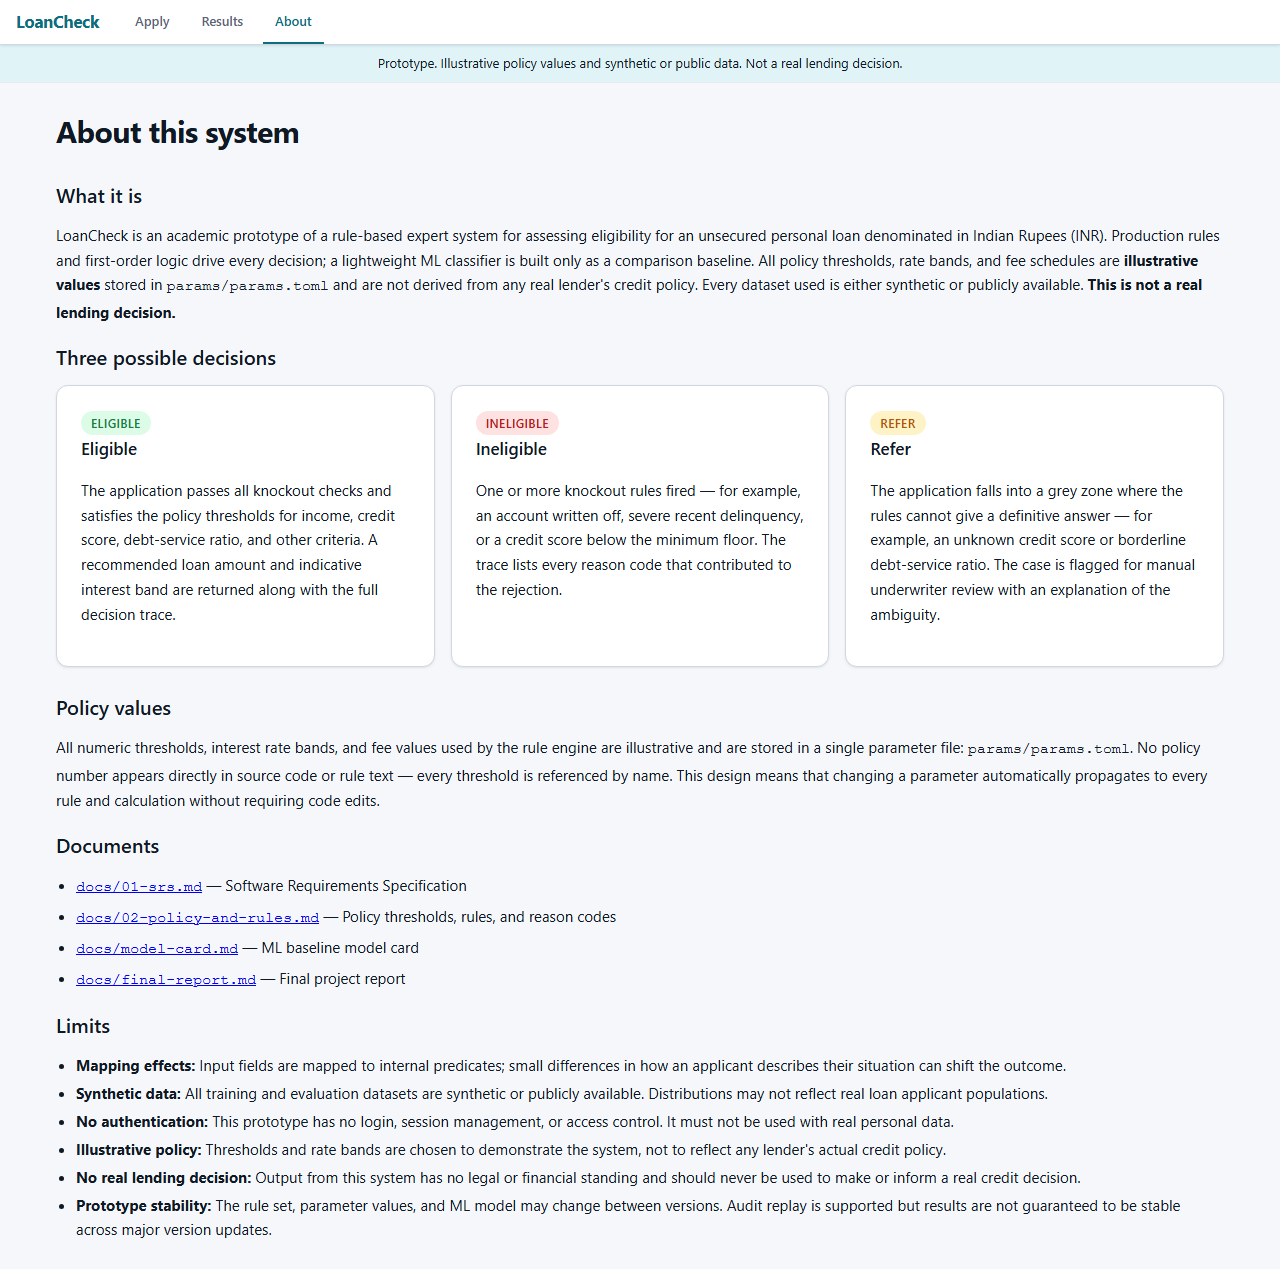 LoanCheck Apply Results About
Prototype. Illustrative policy values and synthetic or public data. Not a real lending decision.
About this system
What it is
LoanCheck is an academic prototype of a rule-based expert system for assessing eligibility for an unsecured personal loan denominated in Indian Rupees (INR). Production rules
and first-order logic drive every decision; a lightweight ML classifier is built only as a comparison baseline. All policy thresholds, rate bands, and fee schedules are illustrative
values stored in params/params.toml and are not derived from any real lender's credit policy. Every dataset used is either synthetic or publicly available. This is not a real
lending decision.
Three possible decisions
ELIGIBLE
Eligible
The application passes all knockout checks and
satisfies the policy thresholds for income, credit
score, debt-service ratio, and other criteria. A
recommended loan amount and indicative
interest band are returned along with the full
decision trace.
INELIGIBLE
Ineligible
One or more knockout rules fired — for example,
an account written off, severe recent delinquency,
or a credit score below the minimum floor. The
trace lists every reason code that contributed to
the rejection.
REFER
Refer
The application falls into a grey zone where the
rules cannot give a definitive answer — for
example, an unknown credit score or borderline
debt-service ratio. The case is flagged for manual
underwriter review with an explanation of the
ambiguity.
Policy values
All numeric thresholds, interest rate bands, and fee values used by the rule engine are illustrative and are stored in a single parameter file: params/params.toml. No policy
number appears directly in source code or rule text — every threshold is referenced by name. This design means that changing a parameter automatically propagates to every
rule and calculation without requiring code edits.
Documents
• docs/01-srs.md — Software Requirements Specification
• docs/02-policy-and-rules.md — Policy thresholds, rules, and reason codes
• docs/model-card.md — ML baseline model card
• docs/final-report.md — Final project report
Limits
• Mapping effects: Input fields are mapped to internal predicates; small differences in how an applicant describes their situation can shift the outcome.
• Synthetic data: All training and evaluation datasets are synthetic or publicly available. Distributions may not reflect real loan applicant populations.
• No authentication: This prototype has no login, session management, or access control. It must not be used with real personal data.
• Illustrative policy: Thresholds and rate bands are chosen to demonstrate the system, not to reflect any lender's actual credit policy.
• No real lending decision: Output from this system has no legal or financial standing and should never be used to make or inform a real credit decision.
• Prototype stability: The rule set, parameter values, and ML model may change between versions. Audit replay is supported but results are not guaranteed to be stable
across major version updates.